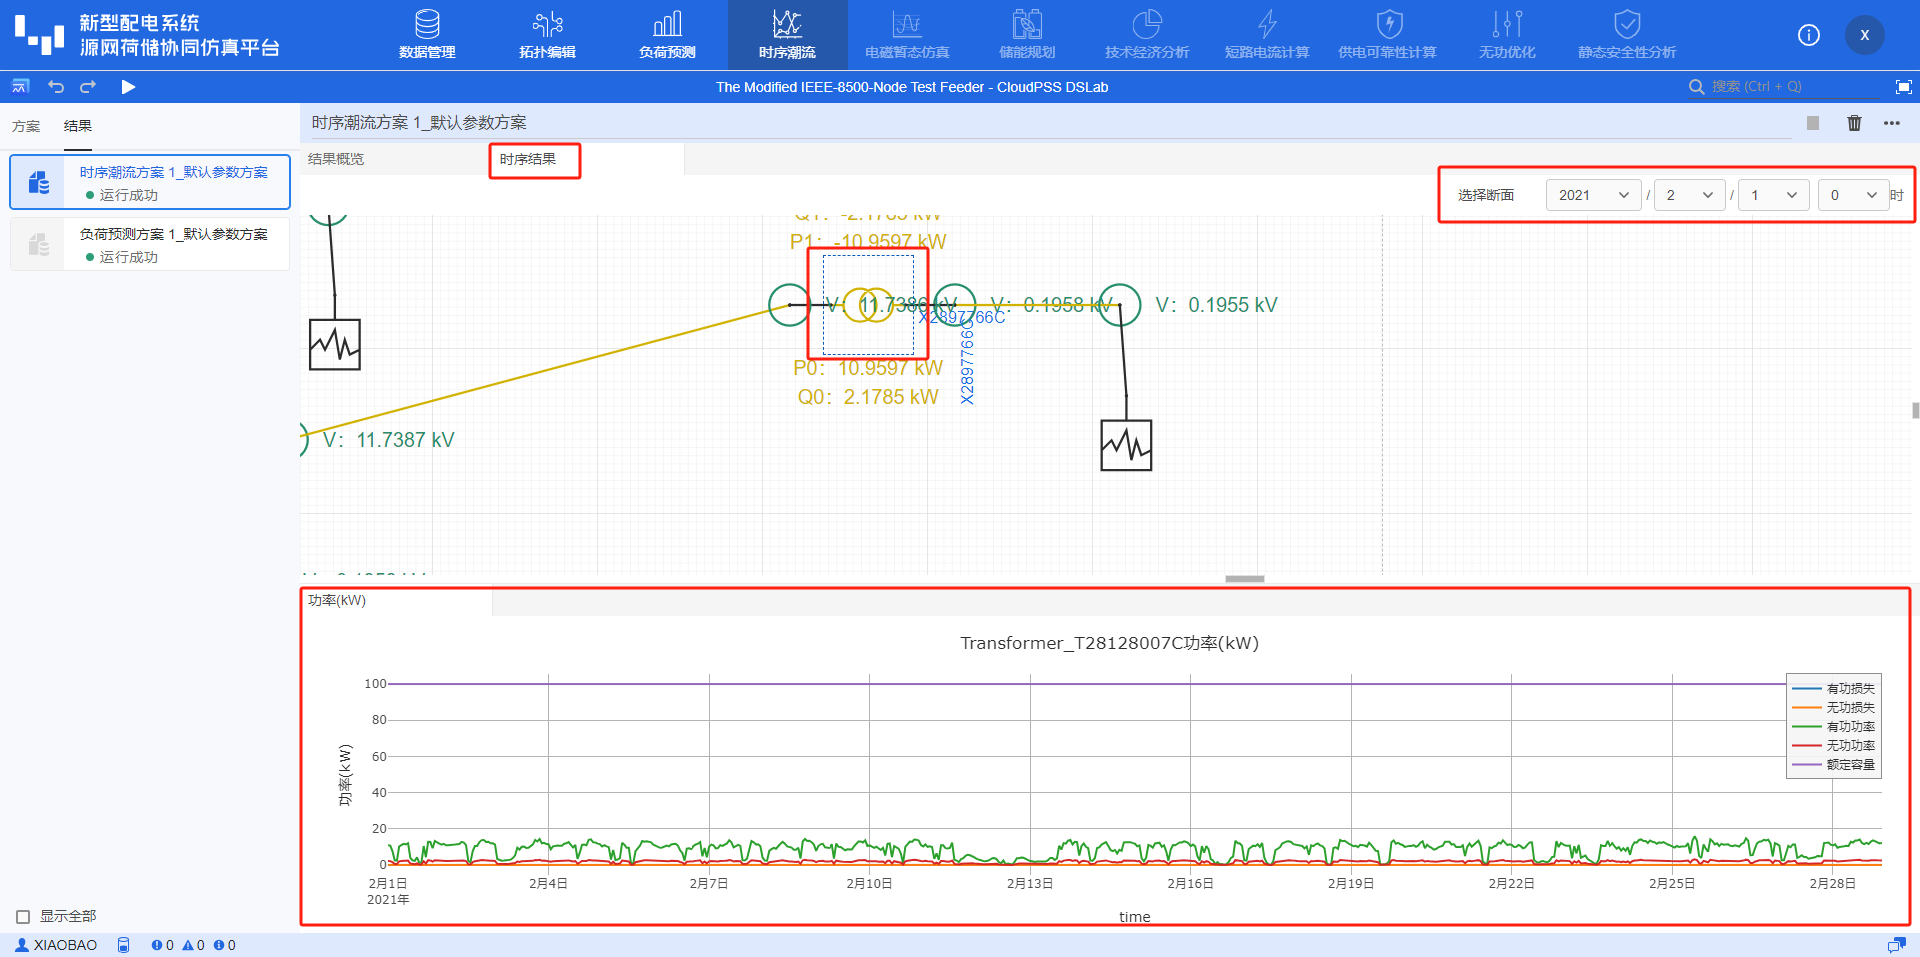 新型配电系统
源网荷储协同仿真平台
数据管理
拓扑编辑
负荷预测
时序潮流
电磁暂态仿真
储能规划
技术经济分析
短路电流计算
供电可靠性计算
无功优化
静态安全性分析
X
The Modified IEEE-8500-Node Test Feeder - CloudPSS DSLab
搜索 (Ctrl + Q)
方案
结果
时序潮流方案 1_默认参数方案
运行成功
负荷预测方案 1_默认参数方案
运行成功
时序潮流方案 1_默认参数方案
结果概览
时序结果
选择断面
2021 / 2 / 1 0 时
Q1: -2.1785 kW
P1: -10.9597 kW
V: 11.7386 kV
V: 0.1958 kV
V: 0.1955 kV
X2897766C
X2897766C
P0: 10.9597 kW
Q0: 2.1785 kW
V: 11.7387 kV
功率(kW)
Transformer_T28128007C功率(kW)
功率(kW)
100
80
60
40
20
0
有功损失
无功损失
有功功率
无功功率
额定容量
2月1日
2021年
2月4日
2月7日
2月10日
2月13日
2月16日
2月19日
2月22日
2月25日
2月28日
time
显示全部
XIAOBAO
0
0
0